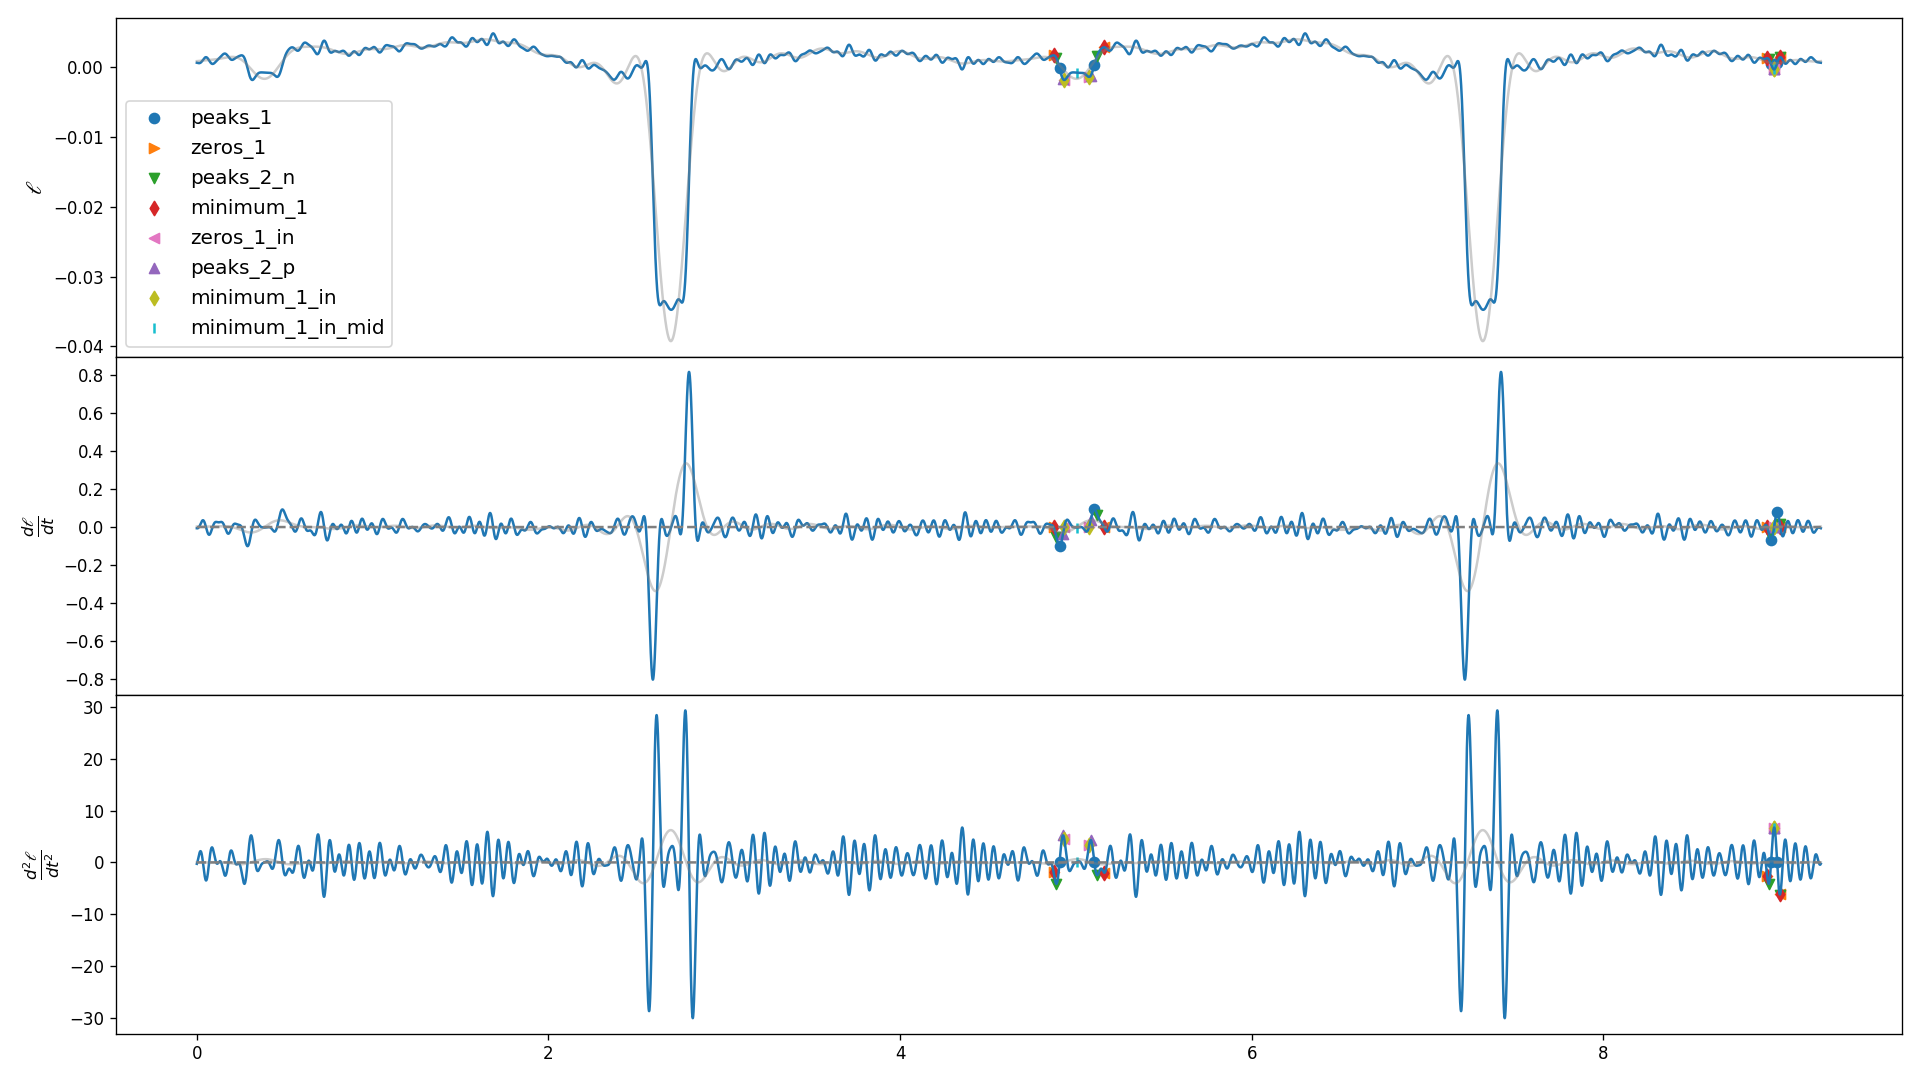 0.00
−0.01
−0.02
−0.03
−0.04
ℓ
peaks_1
zeros_1
peaks_2_n
minimum_1
zeros_1_in
peaks_2_p
minimum_1_in
minimum_1_in_mid
0.8
0.6
0.4
0.2
0.0
−0.2
−0.4
−0.6
−0.8
dℓ
dt
30
20
10
0
−10
−20
−30
d²ℓ
dt²
0 2 4 6 8